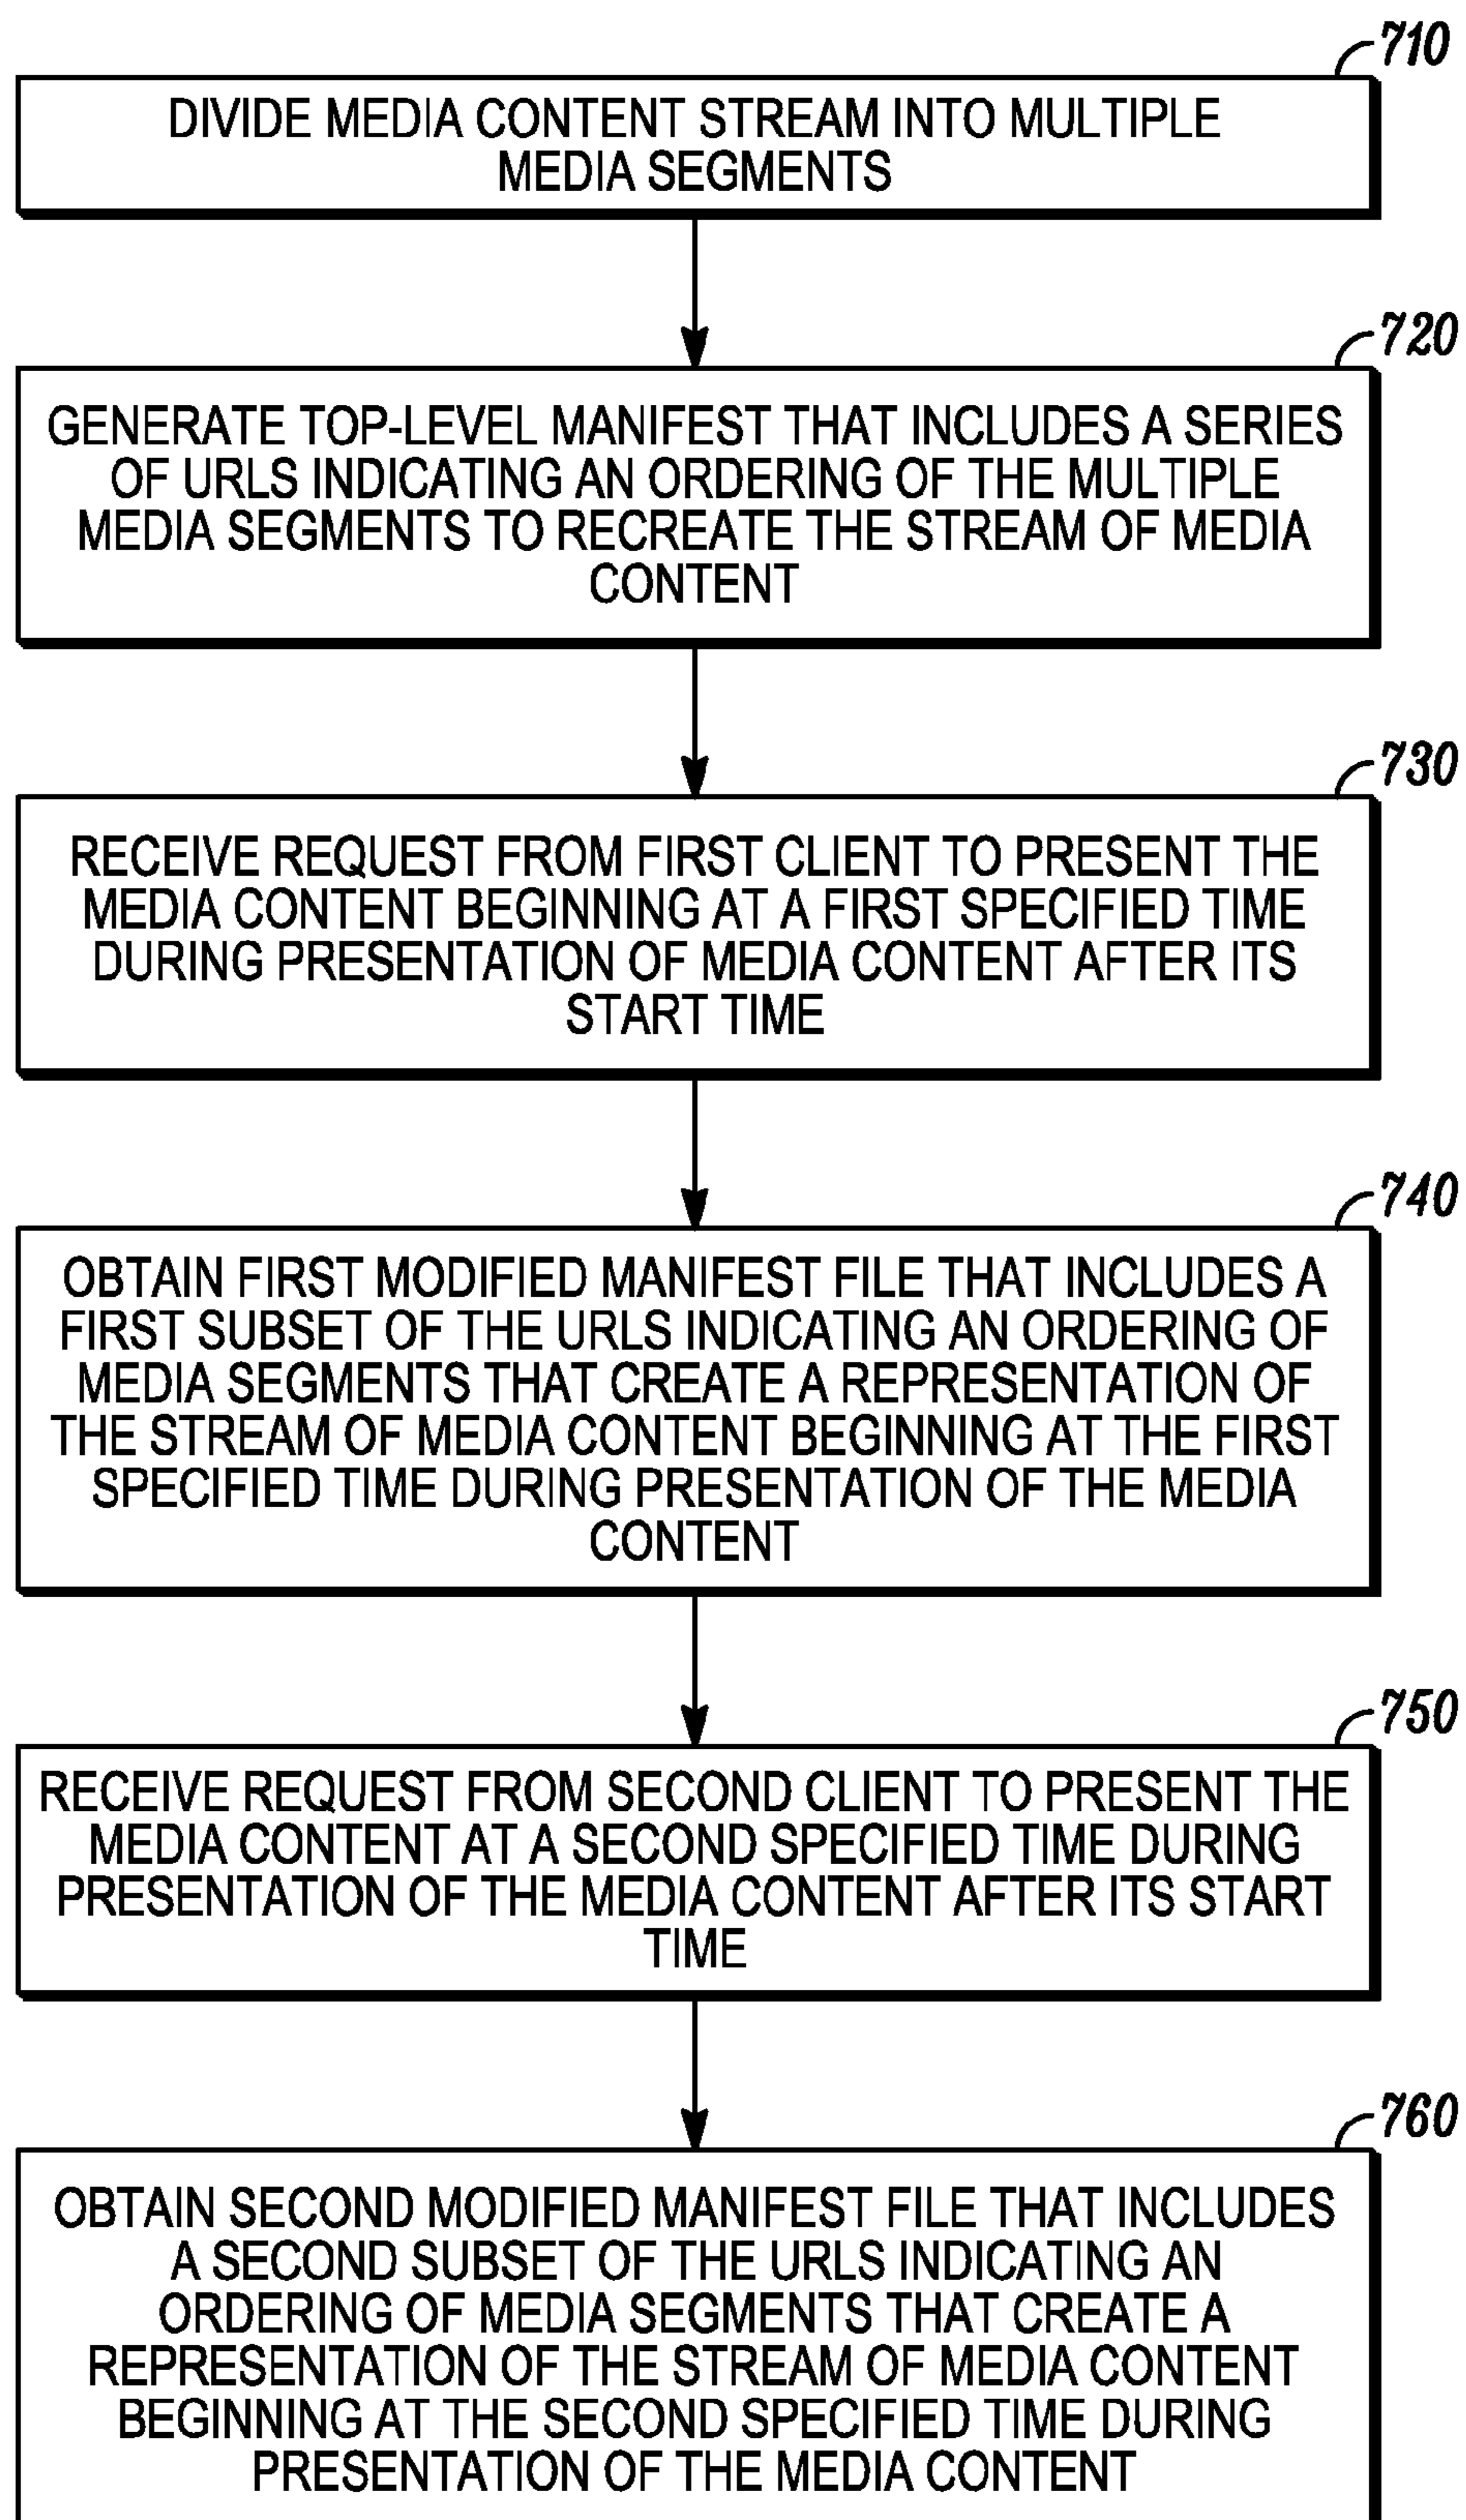 710
DIVIDE MEDIA CONTENT STREAM INTO MULTIPLE
MEDIA SEGMENTS
720
GENERATE TOP-LEVEL MANIFEST THAT INCLUDES A SERIES
OF URLS INDICATING AN ORDERING OF THE MULTIPLE
MEDIA SEGMENTS TO RECREATE THE STREAM OF MEDIA
CONTENT
730
RECEIVE REQUEST FROM FIRST CLIENT TO PRESENT THE
MEDIA CONTENT BEGINNING AT A FIRST SPECIFIED TIME
DURING PRESENTATION OF MEDIA CONTENT AFTER ITS
START TIME
740
OBTAIN FIRST MODIFIED MANIFEST FILE THAT INCLUDES A
FIRST SUBSET OF THE URLS INDICATING AN ORDERING OF
MEDIA SEGMENTS THAT CREATE A REPRESENTATION OF
THE STREAM OF MEDIA CONTENT BEGINNING AT THE FIRST
SPECIFIED TIME DURING PRESENTATION OF THE MEDIA
CONTENT
750
RECEIVE REQUEST FROM SECOND CLIENT TO PRESENT THE
MEDIA CONTENT AT A SECOND SPECIFIED TIME DURING
PRESENTATION OF THE MEDIA CONTENT AFTER ITS START
TIME
760
OBTAIN SECOND MODIFIED MANIFEST FILE THAT INCLUDES
A SECOND SUBSET OF THE URLS INDICATING AN
ORDERING OF MEDIA SEGMENTS THAT CREATE A
REPRESENTATION OF THE STREAM OF MEDIA CONTENT
BEGINNING AT THE SECOND SPECIFIED TIME DURING
PRESENTATION OF THE MEDIA CONTENT